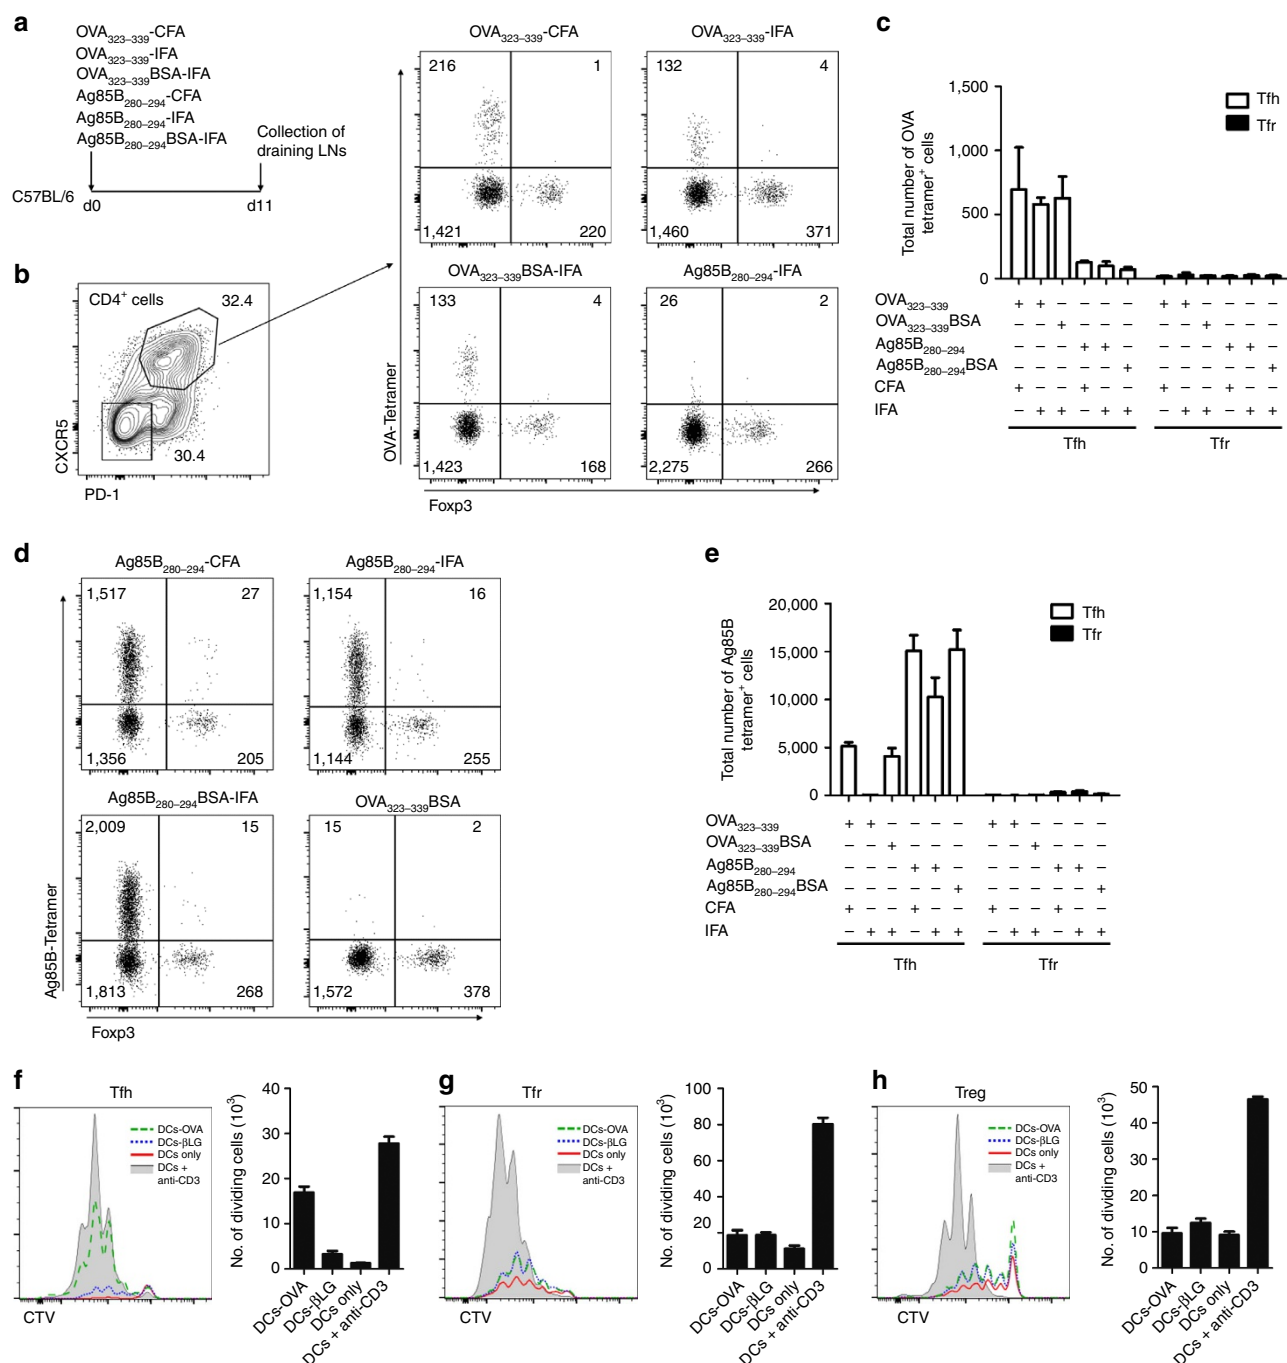 a
OVA323–339-CFA
OVA323–339-IFA
OVA323–339BSA-IFA
Ag85B280–294-CFA
Ag85B280–294-IFA
Ag85B280–294BSA-IFA
Collection of
draining LNs
C57BL/6
d0
d11
b
CD4+ cells
32.4
30.4
CXCR5
PD-1
OVA323–339-CFA
216
1
1,421
220
OVA323–339-IFA
132
4
1,460
371
OVA323–339BSA-IFA
133
4
1,423
168
Ag85B280–294-IFA
26
2
2,275
266
OVA-Tetramer
Foxp3
c
Total number of OVA
tetramer+ cells
1,500
1,000
500
0
Tfh
Tfr
OVA323–339 + + – – – – + + – – – –
OVA323–339BSA – – + – – – – – + – – –
Ag85B280–294 – – – + + – – – – + + –
Ag85B280–294BSA – – – – – + – – – – – +
CFA + – – + – – + – – + – –
IFA – + + – + + – + + – + +
Tfh
Tfr
d
Ag85B280–294-CFA
1,517
27
1,356
205
Ag85B280–294-IFA
1,154
16
1,144
255
Ag85B280–294BSA-IFA
2,009
15
1,813
268
OVA323–339BSA
15
2
1,572
378
Ag85B-Tetramer
Foxp3
e
Total number of Ag85B
tetramer+ cells
20,000
15,000
10,000
5,000
0
Tfh
Tfr
OVA323–339 + + – – – – + + – – – –
OVA323–339BSA – – + – – – – – + – – –
Ag85B280–294 – – – + + – – – – + + –
Ag85B280–294BSA – – – – – + – – – – – +
CFA + – – + – – + – – + – –
IFA – + + – + + – + + – + +
Tfh
Tfr
f
Tfh
DCs-OVA
DCs-βLG
DCs only
DCs +
anti-CD3
CTV
No. of dividing cells (10³)
40
30
20
10
0
DCs-OVA
DCs-βLG
DCs only
DCs + anti-CD3
g
Tfr
DCs-OVA
DCs-βLG
DCs only
DCs +
anti-CD3
CTV
No. of dividing cells (10³)
100
80
60
40
20
0
DCs-OVA
DCs-βLG
DCs only
DCs + anti-CD3
h
Treg
DCs-OVA
DCs-βLG
DCs only
DCs +
anti-CD3
CTV
No. of dividing cells (10³)
50
40
30
20
10
0
DCs-OVA
DCs-βLG
DCs only
DCs + anti-CD3